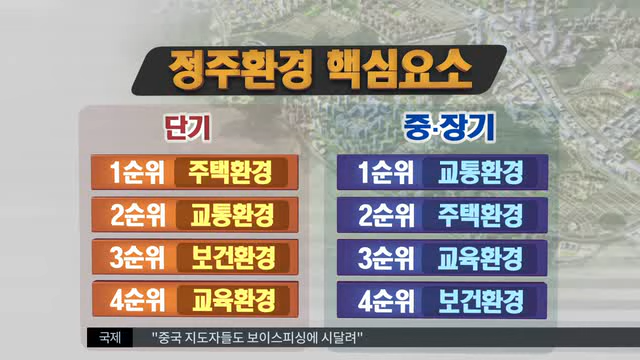 정주환경 핵심요소
단기
1순위 주택환경
2순위 교통환경
3순위 보건환경
4순위 교육환경
중·장기
1순위 교통환경
2순위 주택환경
3순위 교육환경
4순위 보건환경
국제 "중국 지도자들도 보이스피싱에 시달려"